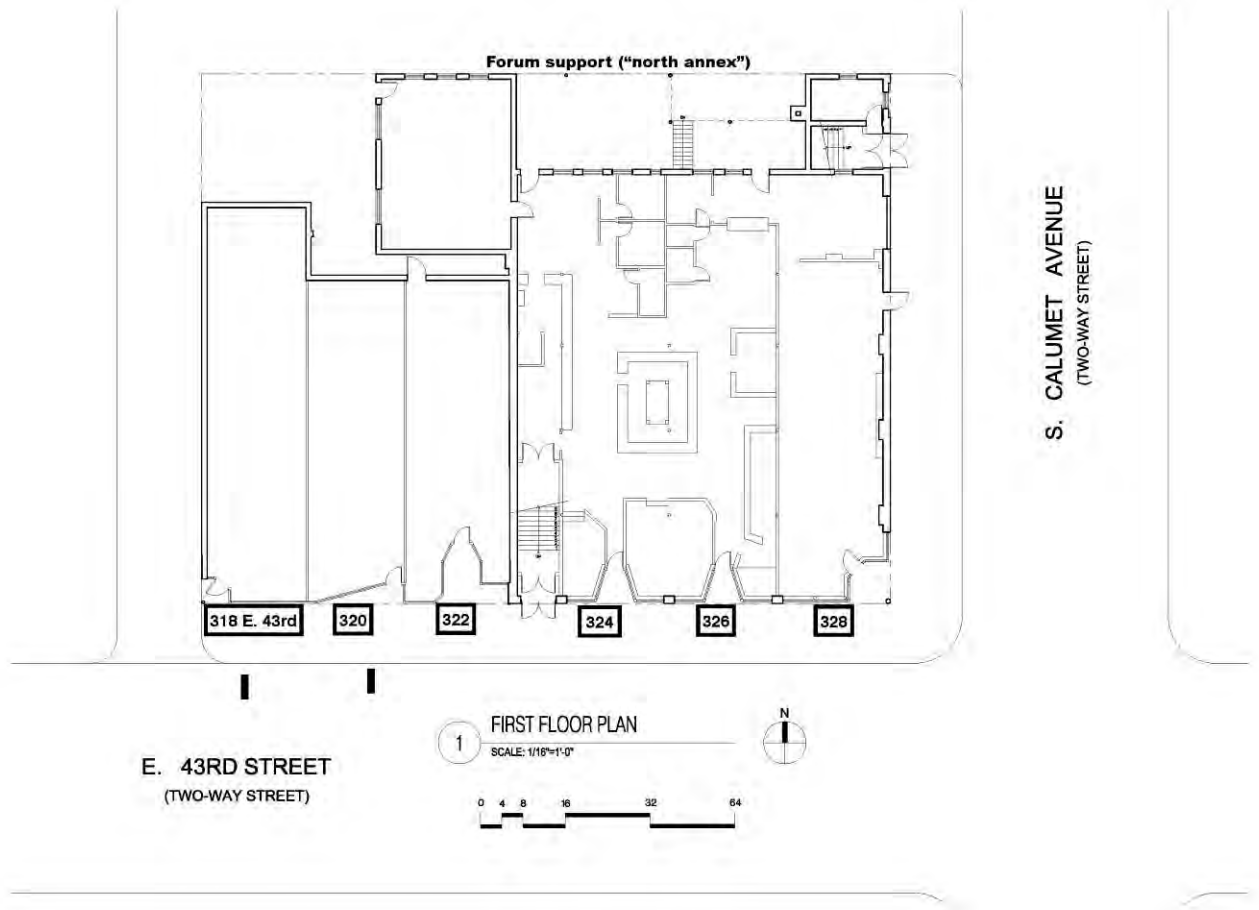 Forum support ("north annex")
S. CALUMET AVENUE
(TWO-WAY STREET)
318 E. 43rd
320
322
324
326
328
1
FIRST FLOOR PLAN
SCALE: 1/16"=1'-0"
N
E. 43RD STREET
(TWO-WAY STREET)
0 4 8 16 32 64